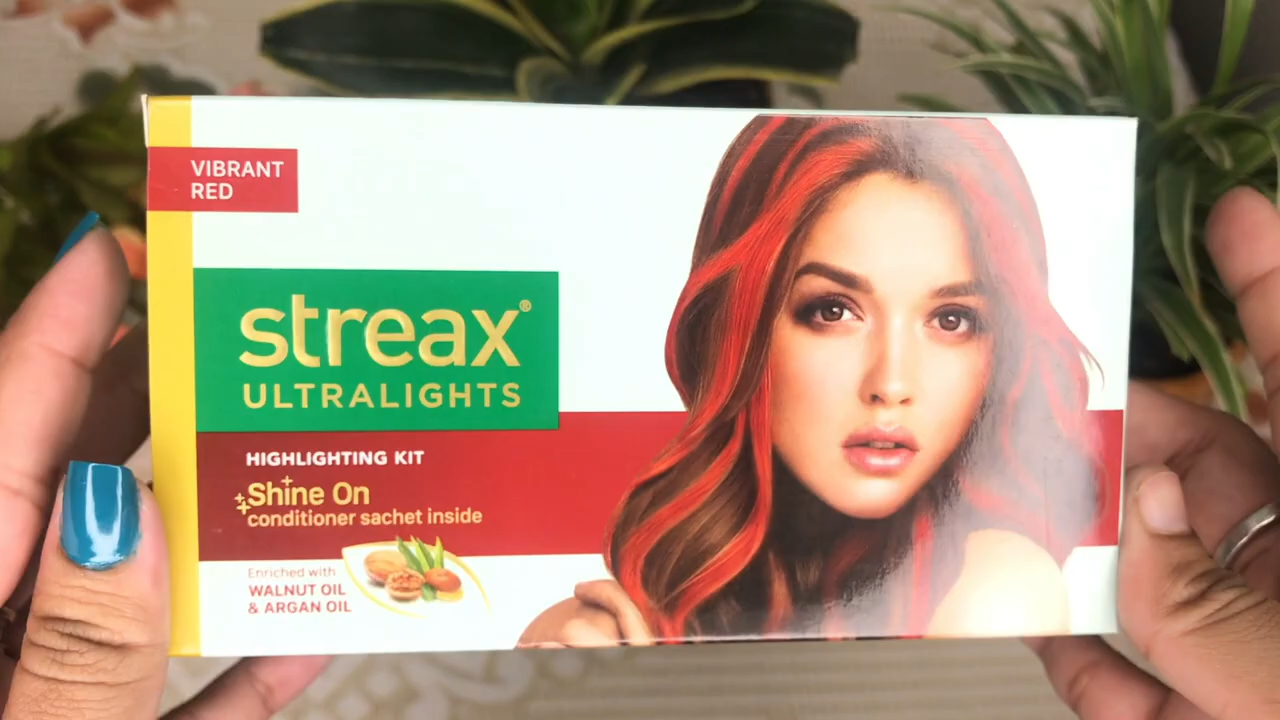 VIBRANT
RED
streax®
ULTRALIGHTS
HIGHLIGHTING KIT
Shine On
conditioner sachet inside
Enriched with
WALNUT OIL
& ARGAN OIL